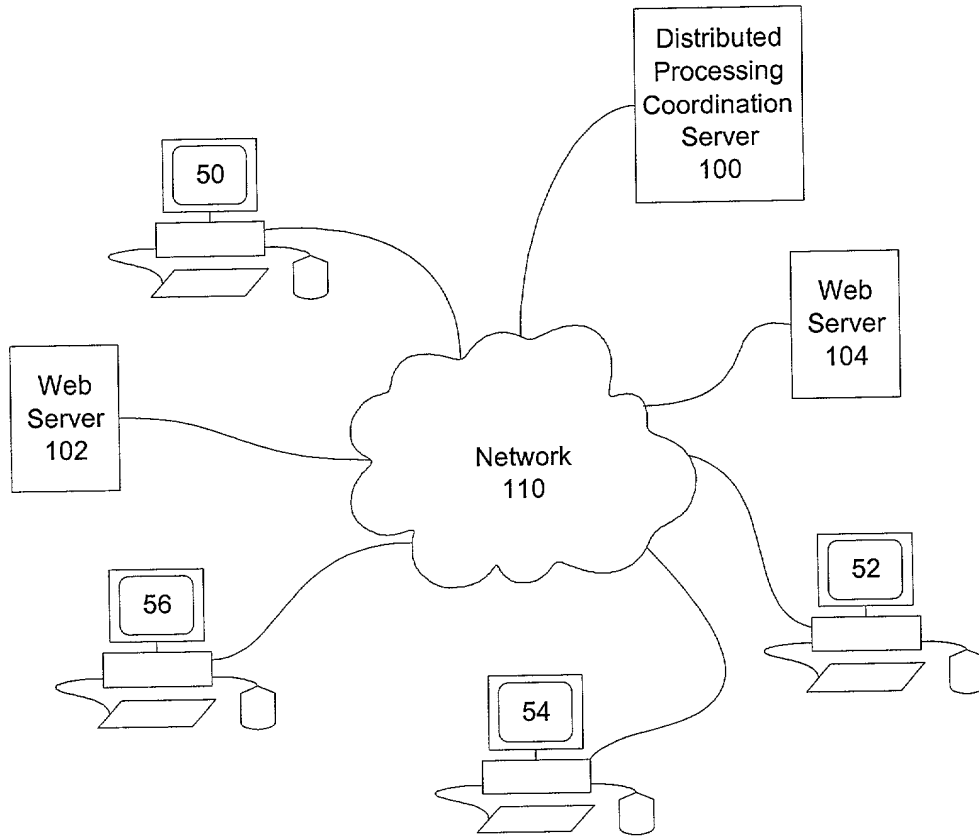 Distributed
Processing
Coordination
Server
100
50
Web
Server
104
Web
Server
102
Network
110
52
56
54